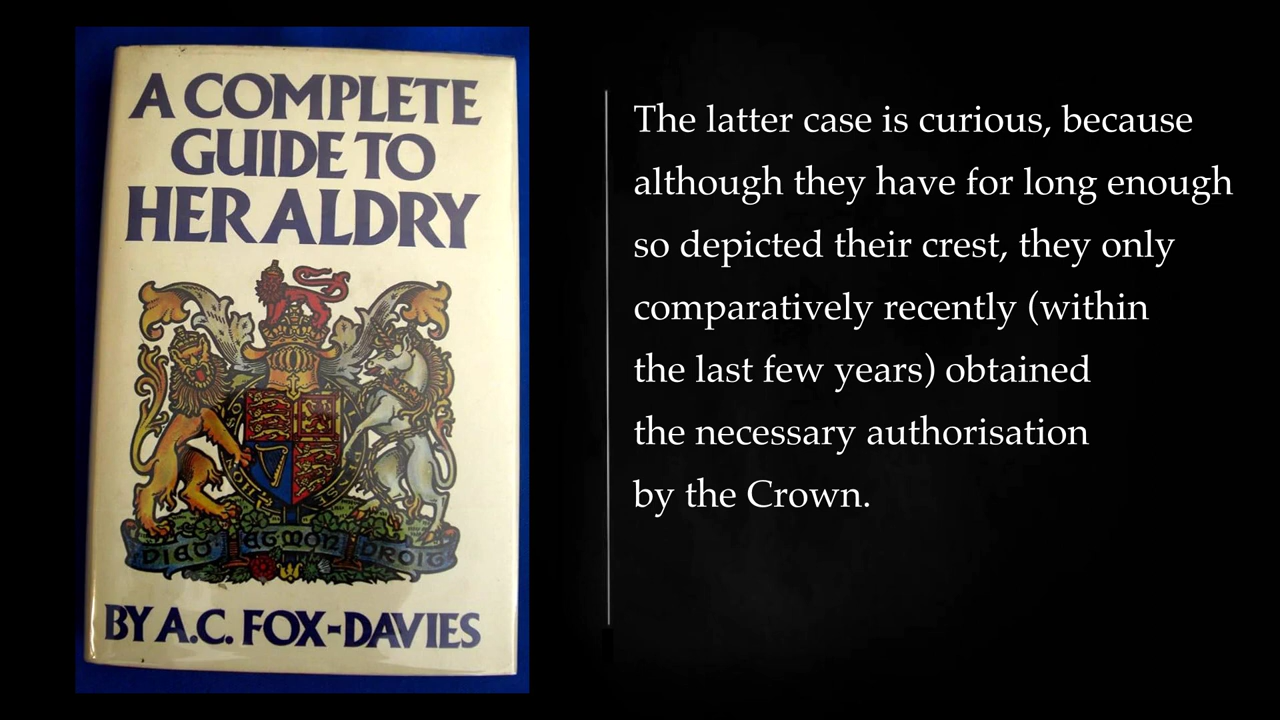 A COMPLETE
GUIDE TO
HERALDRY
DIEU ET MON DROIT
BY A.C. FOX-DAVIES
The latter case is curious, because
although they have for long enough
so depicted their crest, they only
comparatively recently (within
the last few years) obtained
the necessary authorisation
by the Crown.